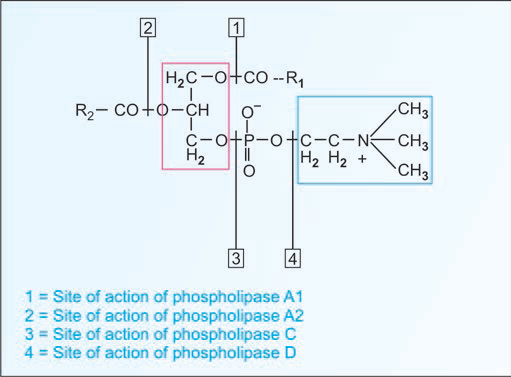 2 1
H₂C—O—CO--R₁
R₂—CO—O—CH O⁻ CH₃
C—O—P—O—C—C—N—CH₃
H₂ O H₂ H₂ + CH₃
3 4
1 = Site of action of phospholipase A1
2 = Site of action of phospholipase A2
3 = Site of action of phospholipase C
4 = Site of action of phospholipase D